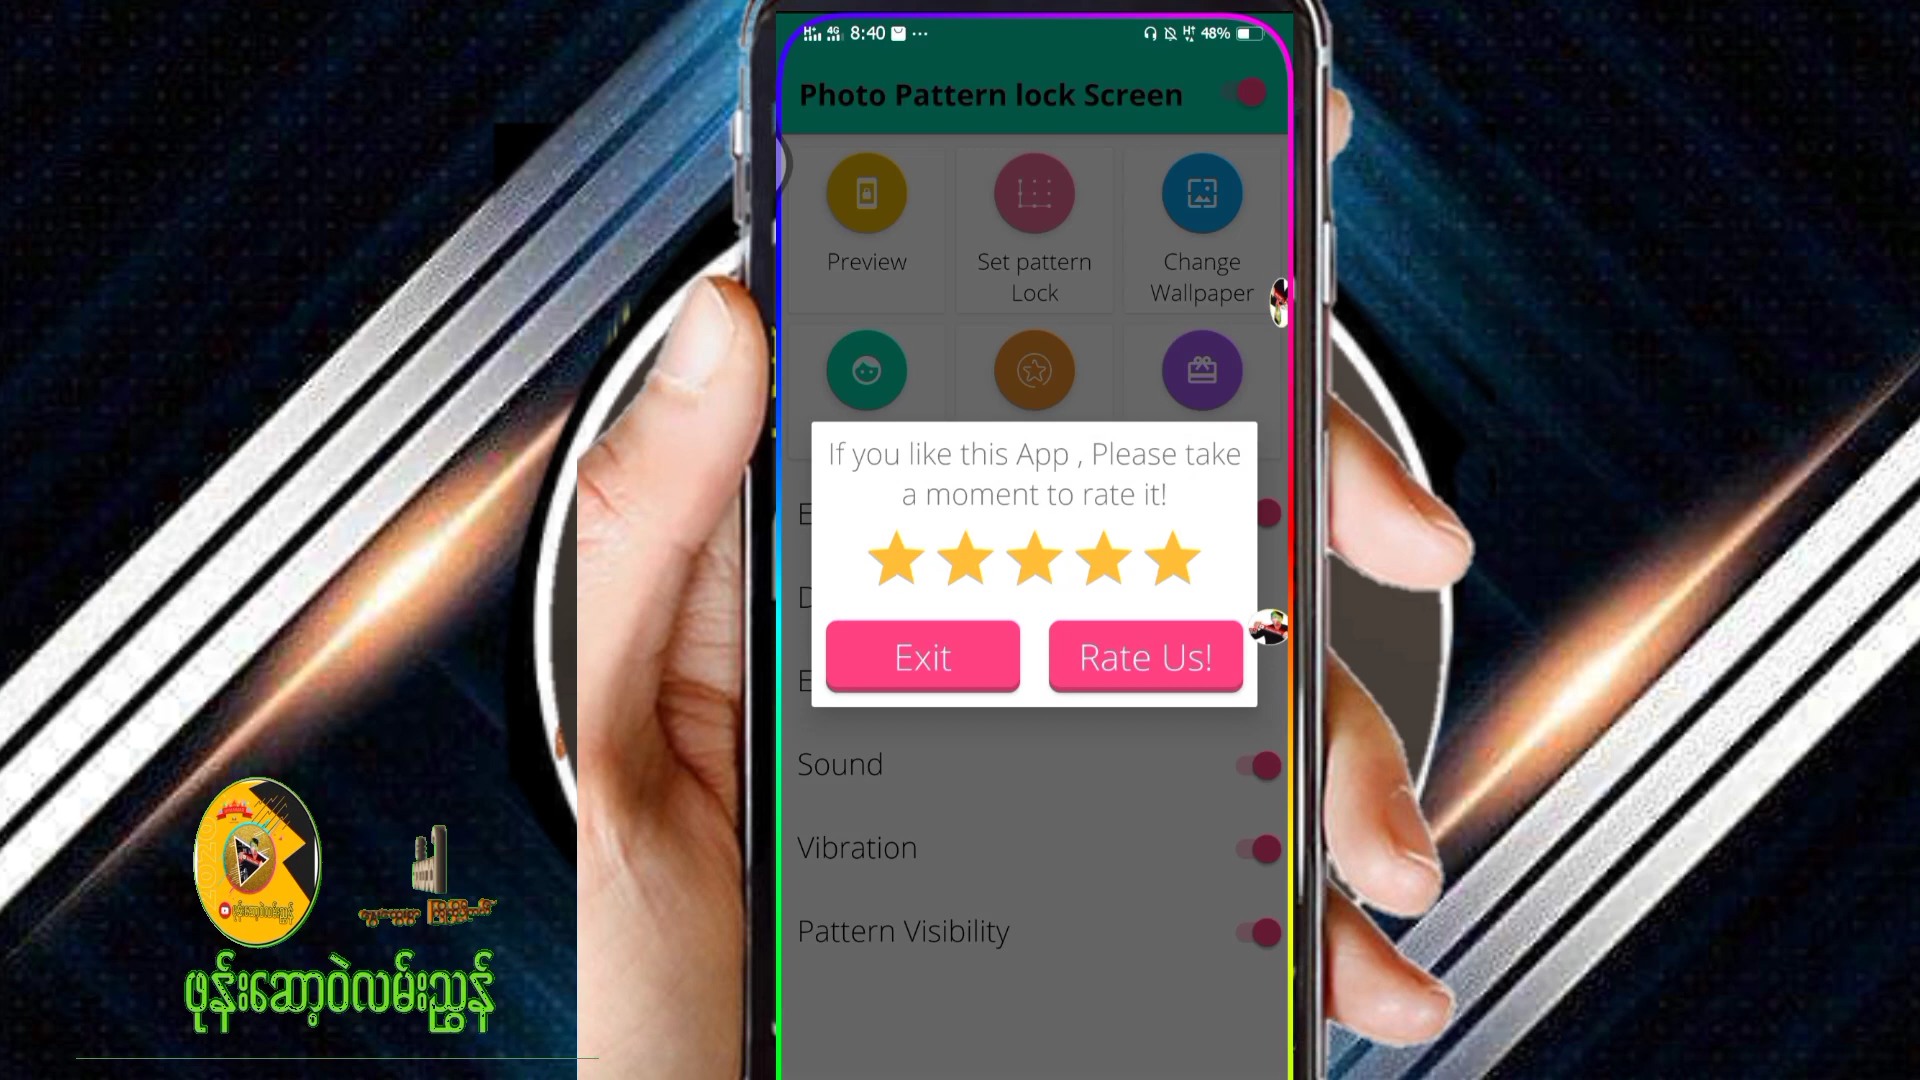 8:40
48%
Photo Pattern lock Screen
Preview
Set pattern
Lock
Change
Wallpaper
If you like this App , Please take
a moment to rate it!
Exit
Rate Us!
Sound
Vibration
Pattern Visibility
ဖုန်းဆော့ဝဲလမ်းညွှန်